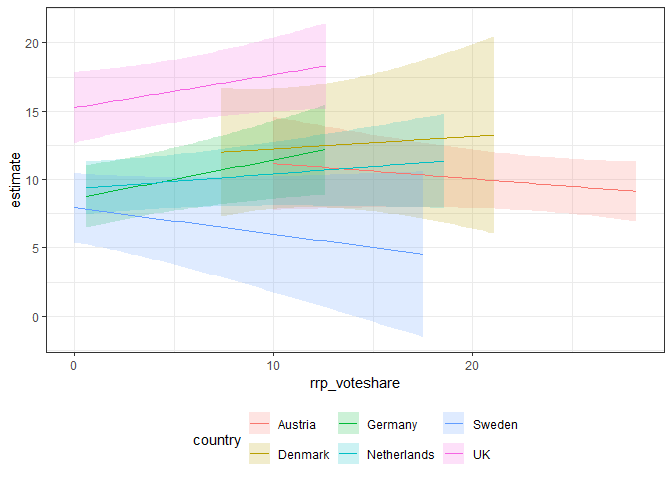 20
15
10
5
0
estimate
0 10 20
rrp_voteshare
country
Austria Germany Sweden
Denmark Netherlands UK